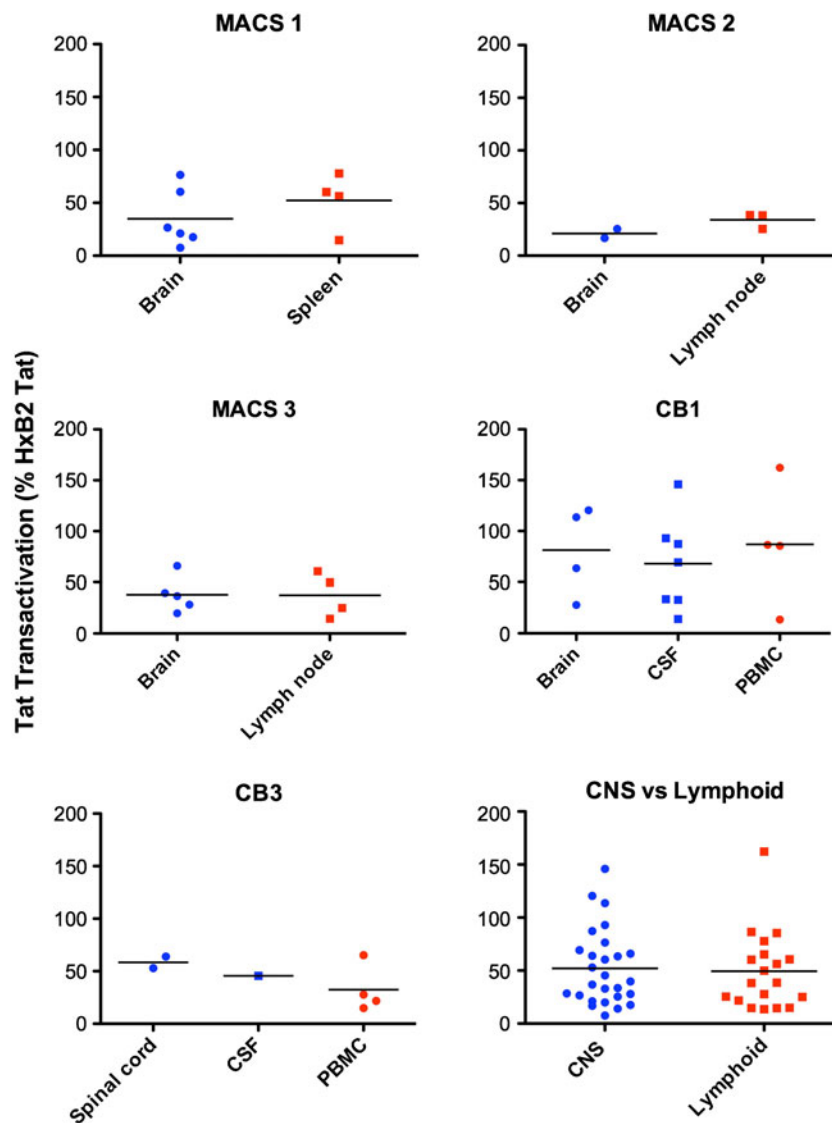 MACS 1
MACS 2
200
150
100
50
0
Brain
Spleen
200
150
100
50
0
Brain
Lymph node
Tat Transactivation (% HxB2 Tat)
MACS 3
CB1
200
150
100
50
0
Brain
Lymph node
200
150
100
50
0
Brain
CSF
PBMC
CB3
CNS vs Lymphoid
200
150
100
50
0
Spinal cord
CSF
PBMC
200
150
100
50
0
CNS
Lymphoid